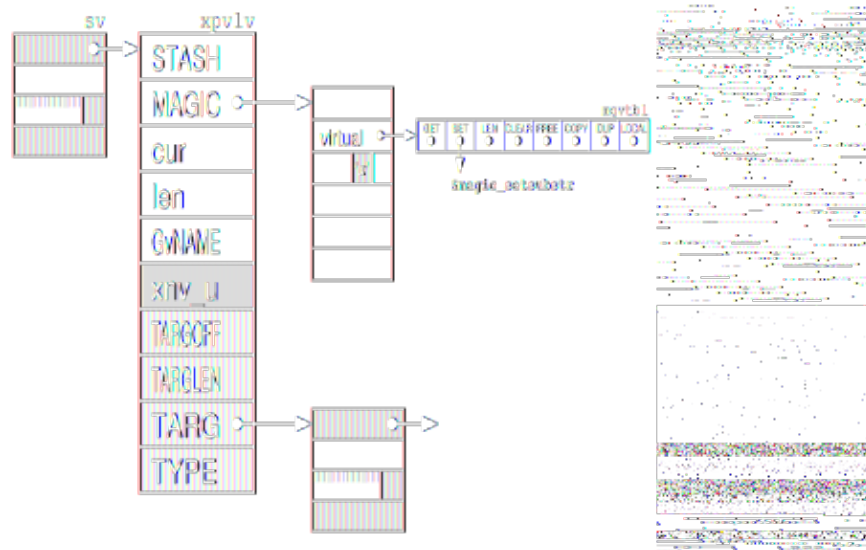 sv
xpvlv
STASH
MAGIC
cur
len
GvNAME
xnv_u
TARGOFF
TARGLEN
TARG
TYPE
virtual
mgvtbl
GET SET LEN CLEAR FREE COPY DUP LOCAL
&magic_setsubstr